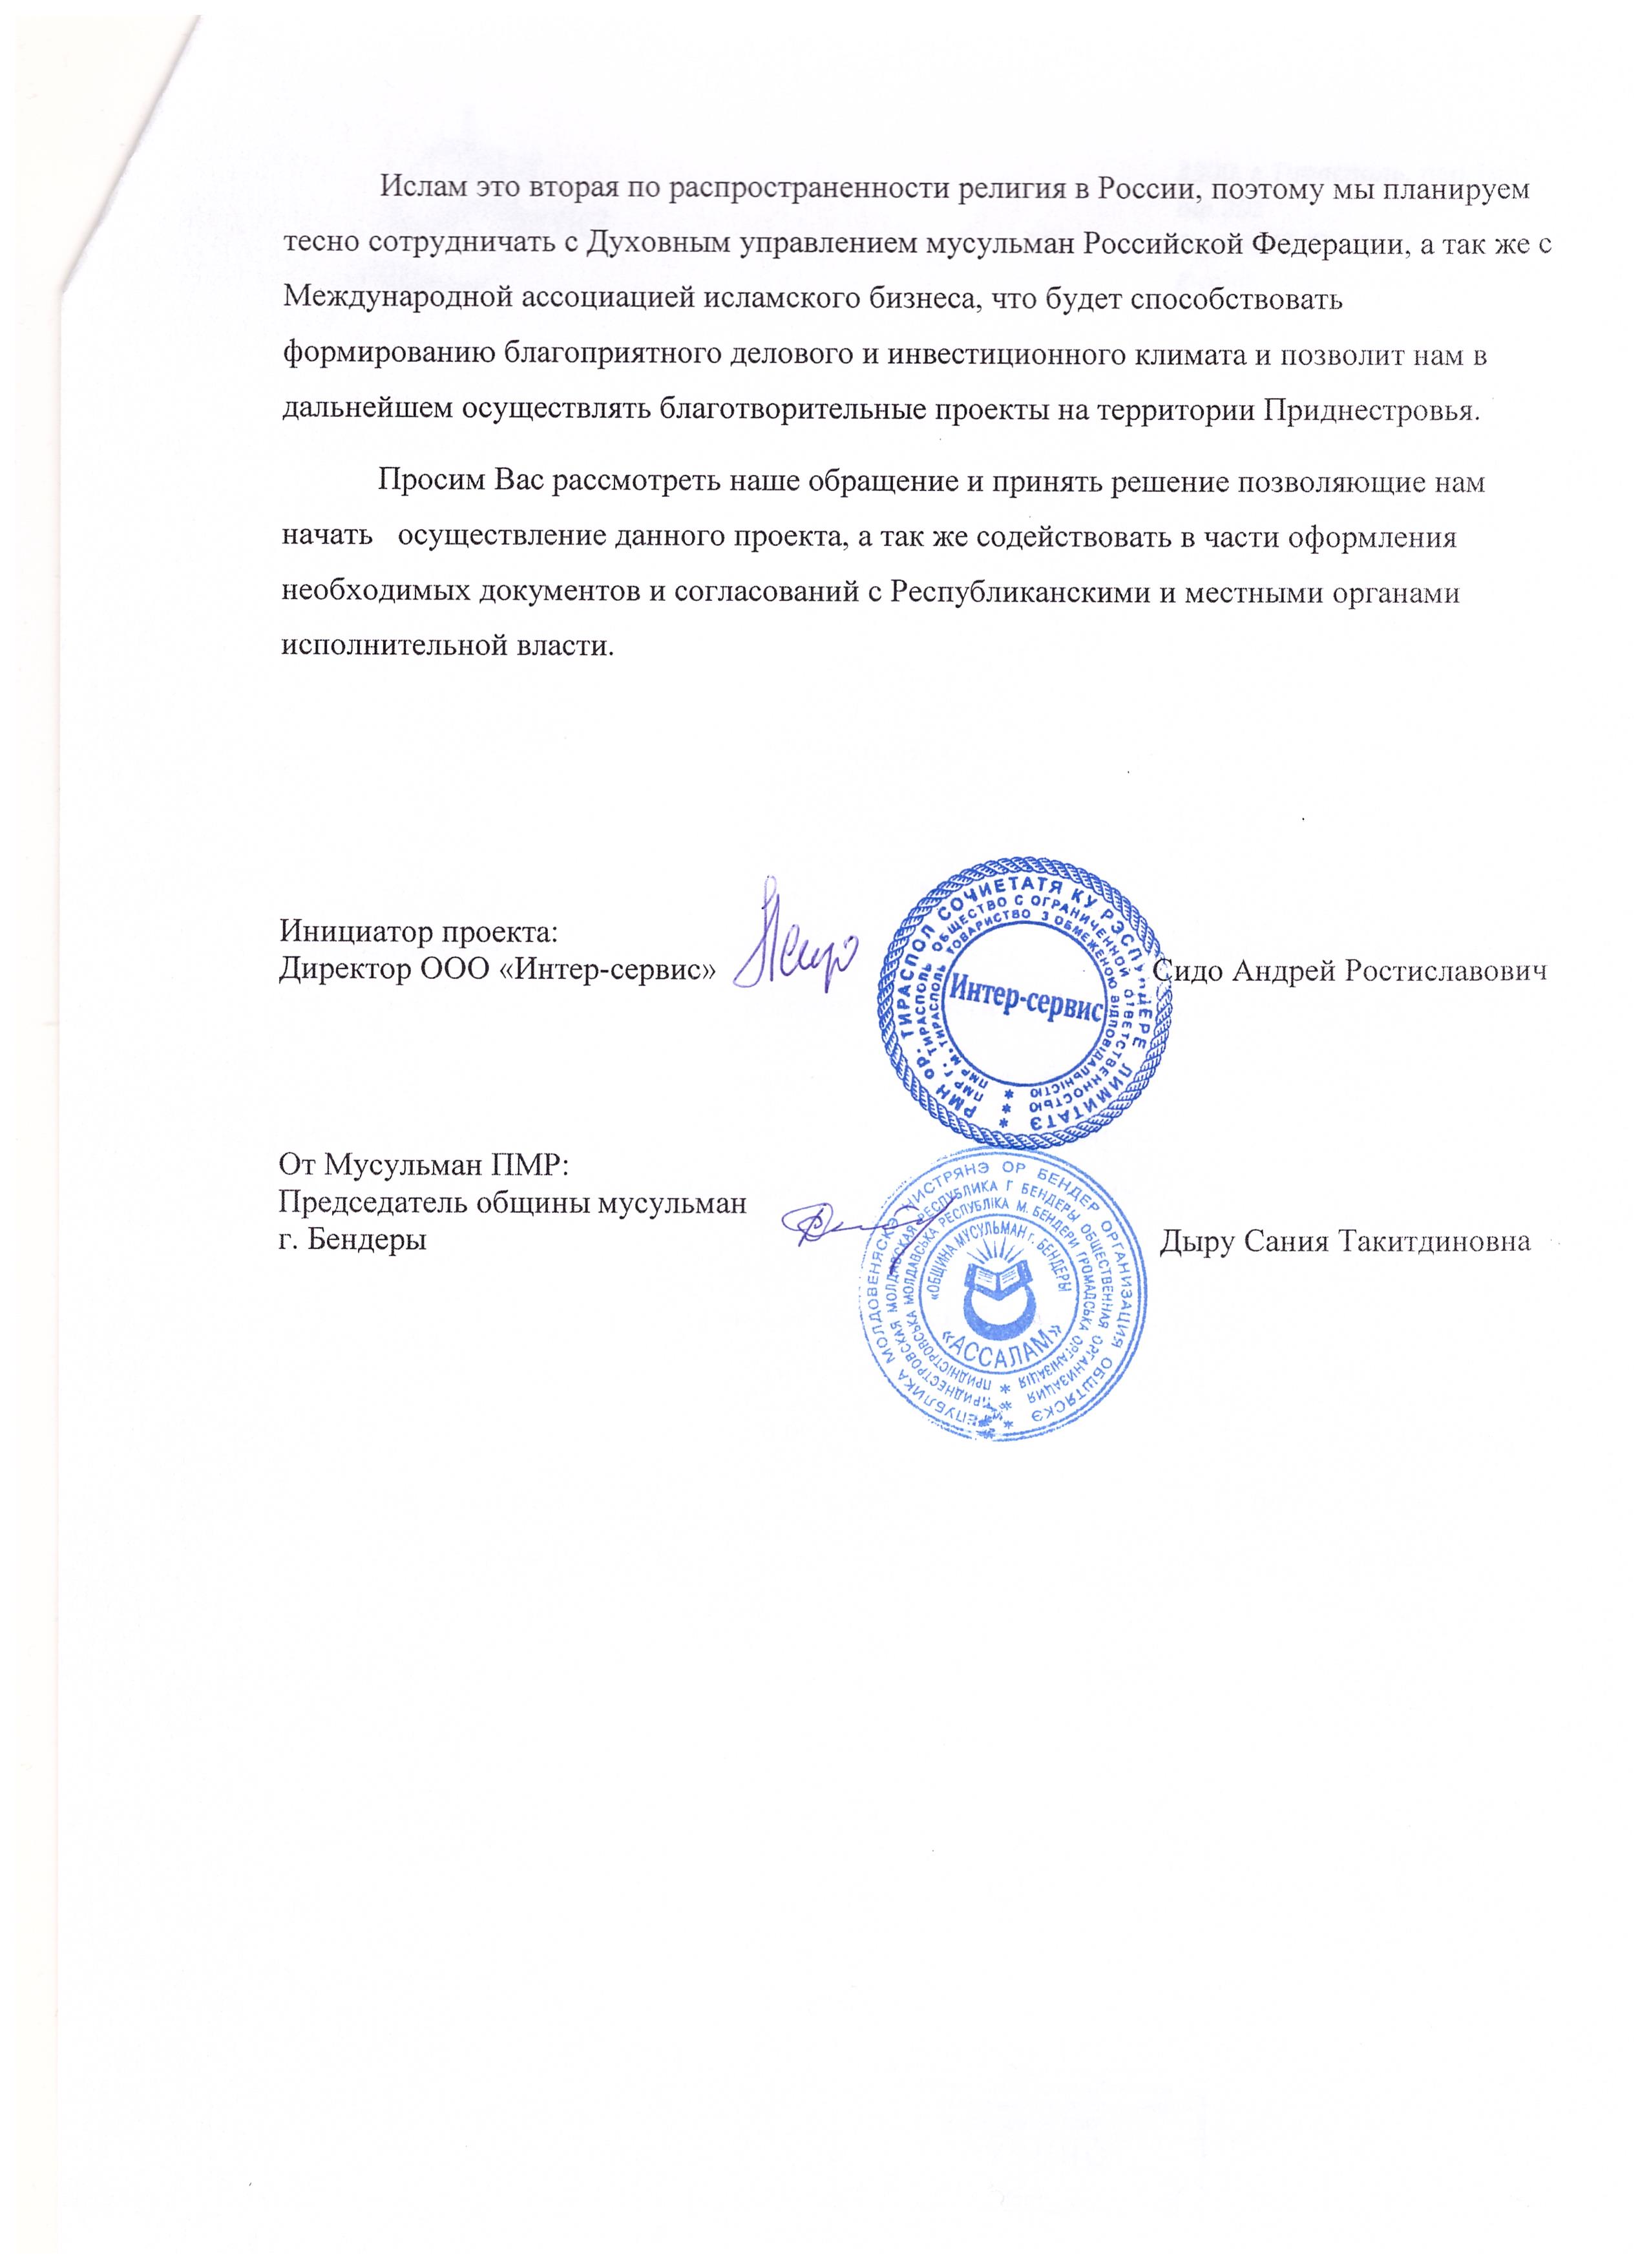 Ислам это вторая по распространенности религия в России, поэтому мы планируем
тесно сотрудничать с Духовным управлением мусульман Российской Федерации, а так же с
Международной ассоциацией исламского бизнеса, что будет способствовать
формированию благоприятного делового и инвестиционного климата и позволит нам в
дальнейшем осуществлять благотворительные проекты на территории Приднестровья.
Просим Вас рассмотреть наше обращение и принять решение позволяющие нам
начать осуществление данного проекта, а так же содействовать в части оформления
необходимых документов и согласований с Республиканскими и местными органами
исполнительной власти.
Инициатор проекта:
Директор ООО «Интер-сервис»
Сидо Андрей Ростиславович
РМН ор. ТИРАСПОЛ СОЧИЕТАТЯ КУ РЭСПУНДЕРЕ ЛИМИТАТЭ
ПМР г. ТИРАСПОЛЬ ОБЩЕСТВО С ОГРАНИЧЕННОЙ ОТВЕТСТВЕННОСТЬЮ
ПМР м. ТИРАСПОЛЬ ТОВАРИСТВО З ОБМЕЖЕНОЮ ВІДПОВІДАЛЬНІСТЮ
Интер-сервис
От Мусульман ПМР:
Председатель общины мусульман
г. Бендеры
Дыру Сания Такитдиновна
МОЛДОВЕНЯСКЭ НИСТРЯНЭ ОР БЕНДЕР ОРГАНИЗАЦИЯ ОБШТЯСКЭ
ПРИДНЕСТРОВСКАЯ МОЛДАВСКАЯ РЕСПУБЛИКА Г БЕНДЕРЫ ОБЩЕСТВЕННАЯ ОРГАНИЗАЦИЯ
ПРИДНІСТРОВСЬКА МОЛДАВСЬКА РЕСПУБЛІКА М. БЕНДЕРИ ГРОМАДСЬКА ОРГАНІЗАЦІЯ
«ОБЩИНА МУСУЛЬМАН г. БЕНДЕРЫ
«АССАЛАМ»